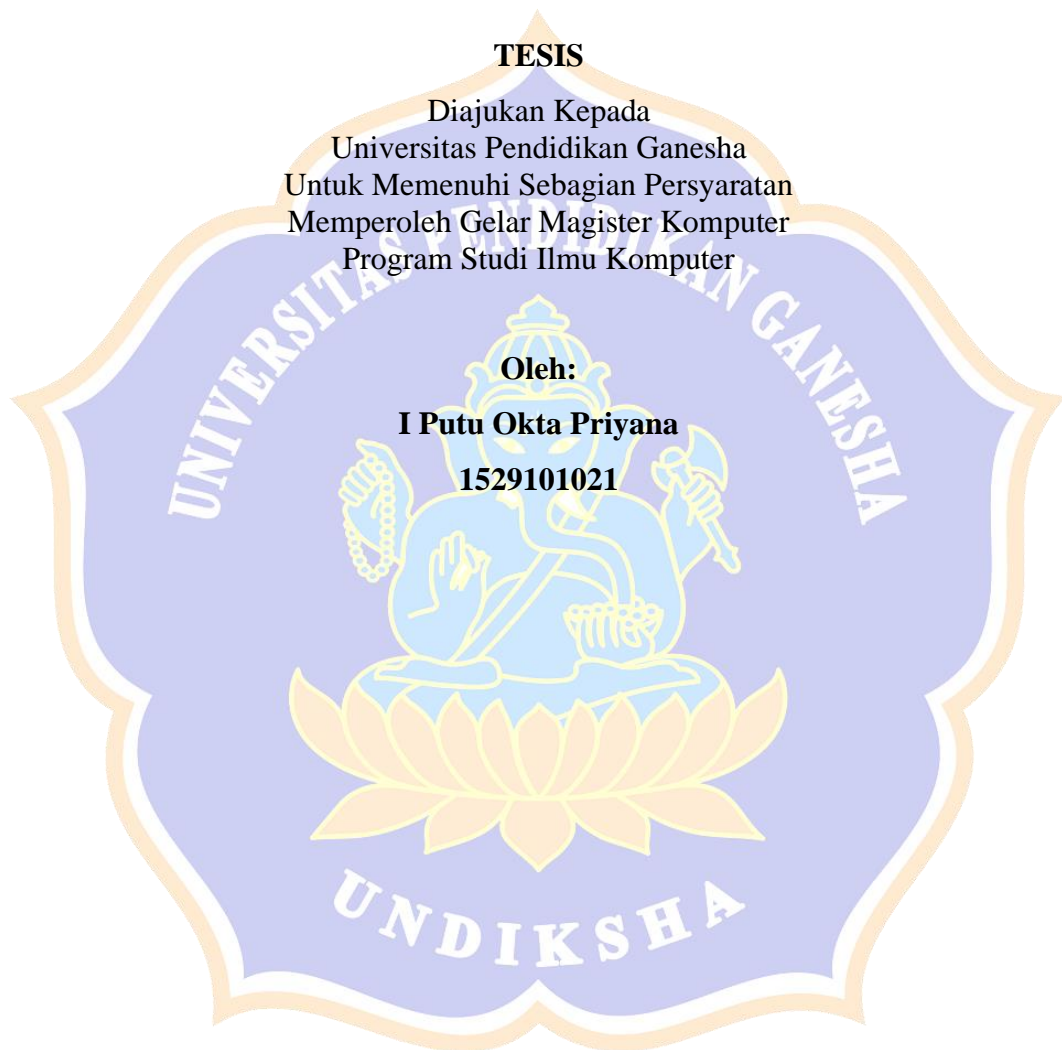 TESIS
Diajukan Kepada
Universitas Pendidikan Ganesha
Untuk Memenuhi Sebagian Persyaratan
Memperoleh Gelar Magister Komputer
Program Studi Ilmu Komputer
UNIVERSITAS PENDIDIKAN GANESHA
Oleh:
I Putu Okta Priyana
1529101021
UNDIKSHA